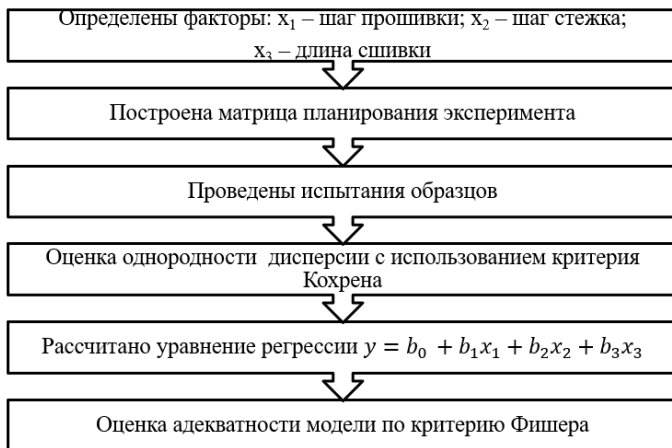 Определены факторы: x₁ – шаг прошивки; x₂ – шаг стежка;
x₃ – длина сшивки
Построена матрица планирования эксперимента
Проведены испытания образцов
Оценка однородности дисперсии с использованием критерия
Кохрена
Рассчитано уравнение регрессии y = b₀ + b₁x₁ + b₂x₂ + b₃x₃
Оценка адекватности модели по критерию Фишера